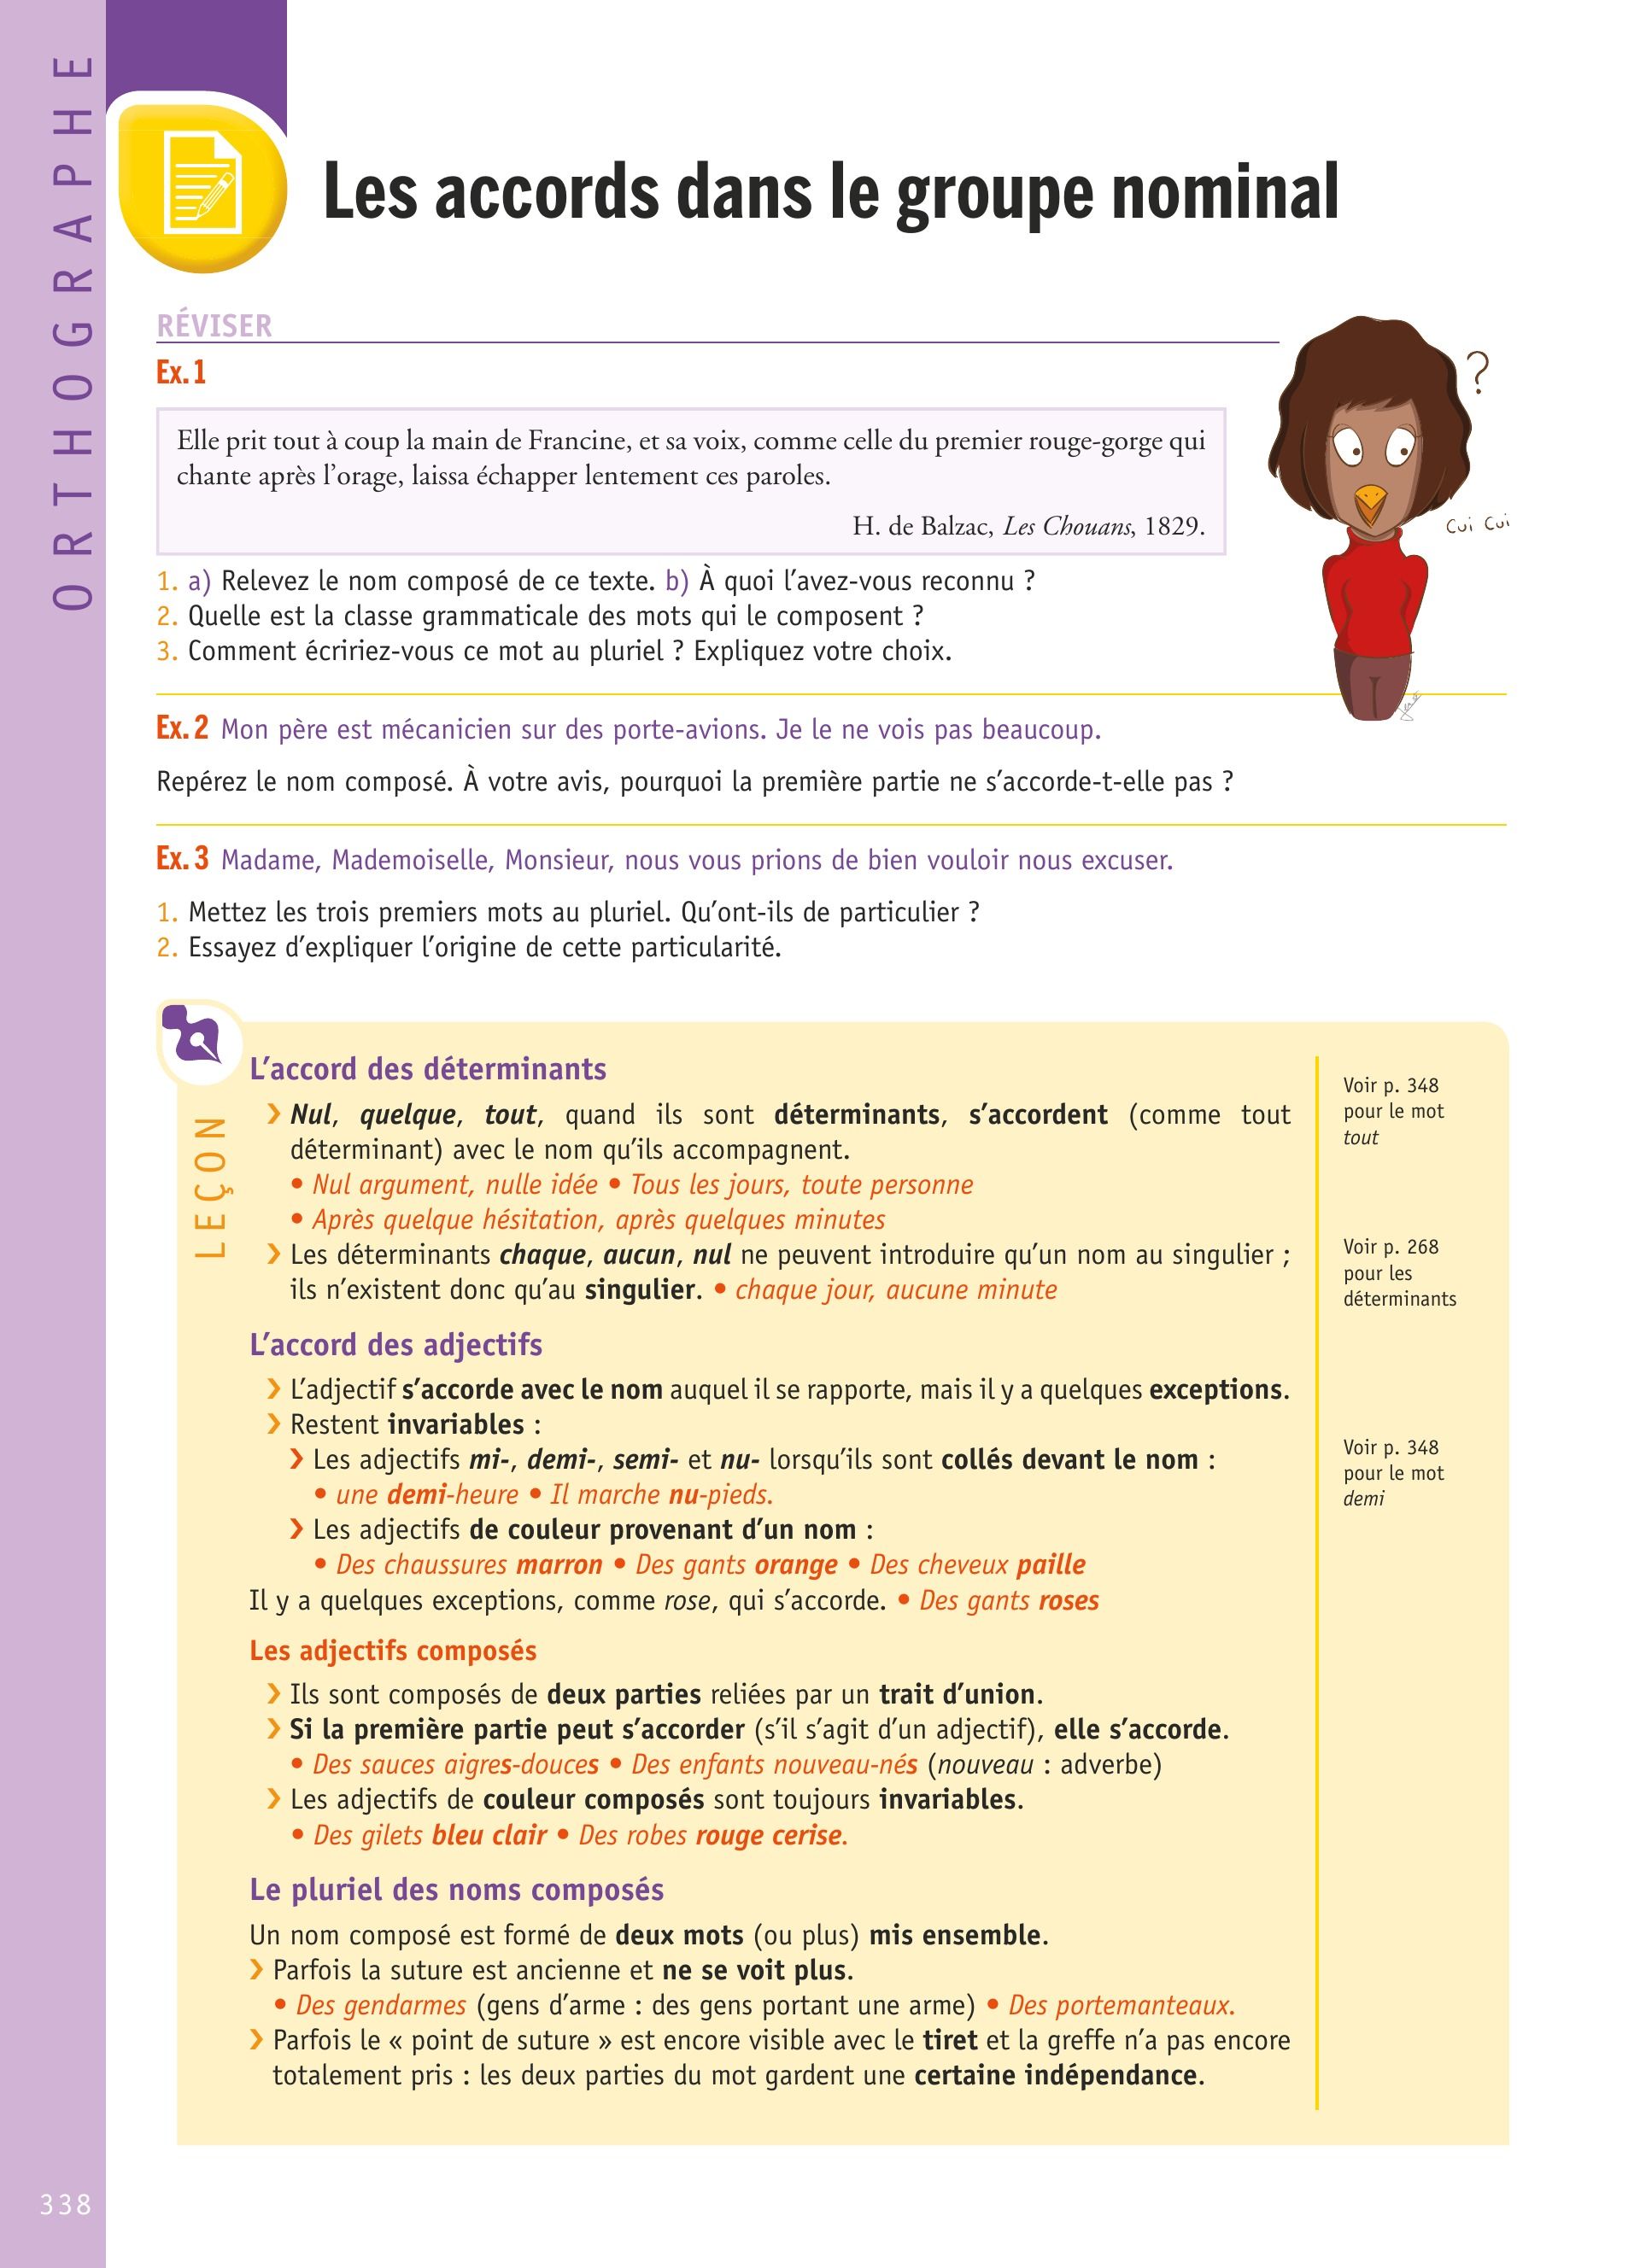 ORTHOGRAPHE
Les accords dans le groupe nominal
RÉVISER
Ex. 1
Elle prit tout à coup la main de Francine, et sa voix, comme celle du premier rouge-gorge qui
chante après l’orage, laissa échapper lentement ces paroles.
H. de Balzac, Les Chouans, 1829.
?
Cui Cui
1. a) Relevez le nom composé de ce texte. b) À quoi l’avez-vous reconnu ?
2. Quelle est la classe grammaticale des mots qui le composent ?
3. Comment écririez-vous ce mot au pluriel ? Expliquez votre choix.
Ex. 2 Mon père est mécanicien sur des porte-avions. Je le ne vois pas beaucoup.
Repérez le nom composé. À votre avis, pourquoi la première partie ne s’accorde-t-elle pas ?
Ex. 3 Madame, Mademoiselle, Monsieur, nous vous prions de bien vouloir nous excuser.
1. Mettez les trois premiers mots au pluriel. Qu’ont-ils de particulier ?
2. Essayez d’expliquer l’origine de cette particularité.
LEÇON
L’accord des déterminants
› Nul, quelque, tout, quand ils sont déterminants, s’accordent (comme tout
déterminant) avec le nom qu’ils accompagnent.
• Nul argument, nulle idée • Tous les jours, toute personne
• Après quelque hésitation, après quelques minutes
› Les déterminants chaque, aucun, nul ne peuvent introduire qu’un nom au singulier ;
ils n’existent donc qu’au singulier. • chaque jour, aucune minute
L’accord des adjectifs
› L’adjectif s’accorde avec le nom auquel il se rapporte, mais il y a quelques exceptions.
› Restent invariables :
› Les adjectifs mi-, demi-, semi- et nu- lorsqu’ils sont collés devant le nom :
• une demi-heure • Il marche nu-pieds.
› Les adjectifs de couleur provenant d’un nom :
• Des chaussures marron • Des gants orange • Des cheveux paille
Il y a quelques exceptions, comme rose, qui s’accorde. • Des gants roses
Les adjectifs composés
› Ils sont composés de deux parties reliées par un trait d’union.
› Si la première partie peut s’accorder (s’il s’agit d’un adjectif), elle s’accorde.
• Des sauces aigres-douces • Des enfants nouveau-nés (nouveau : adverbe)
› Les adjectifs de couleur composés sont toujours invariables.
• Des gilets bleu clair • Des robes rouge cerise.
Le pluriel des noms composés
Un nom composé est formé de deux mots (ou plus) mis ensemble.
› Parfois la suture est ancienne et ne se voit plus.
• Des gendarmes (gens d’arme : des gens portant une arme) • Des portemanteaux.
› Parfois le « point de suture » est encore visible avec le tiret et la greffe n’a pas encore
totalement pris : les deux parties du mot gardent une certaine indépendance.
Voir p. 348
pour le mot
tout
Voir p. 268
pour les
déterminants
Voir p. 348
pour le mot
demi
338